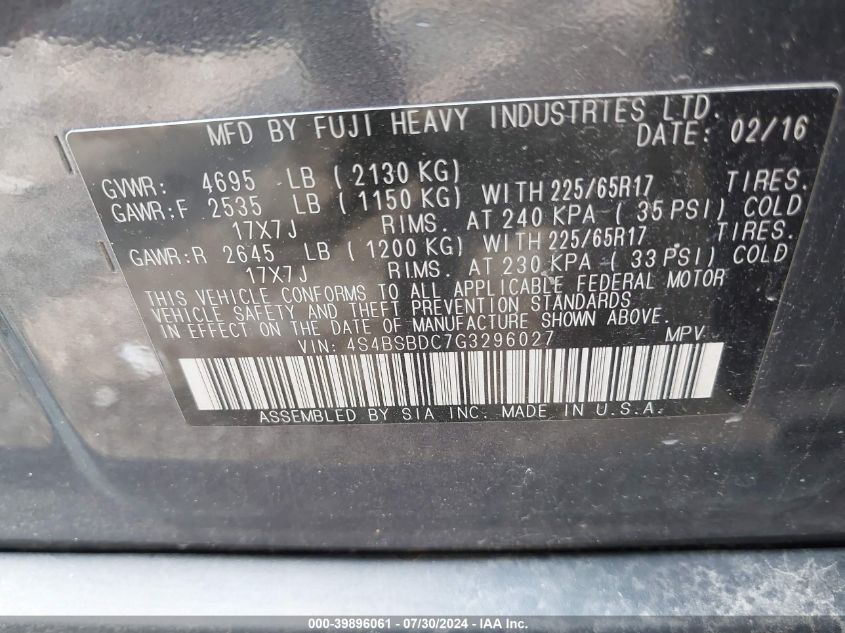 MFD BY FUJI HEAVY INDUSTRIES LTD.
DATE: 02/16
GVWR: 4695 LB ( 2130 KG)
GAWR:F 2535 LB ( 1150 KG) WITH 225/65R17 TIRES.
17X7J RIMS. AT 240 KPA ( 35 PSI) COLD
GAWR:R 2645 LB ( 1200 KG) WITH 225/65R17 TIRES.
17X7J RIMS. AT 230 KPA ( 33 PSI) COLD
THIS VEHICLE CONFORMS TO ALL APPLICABLE FEDERAL MOTOR
VEHICLE SAFETY AND THEFT PREVENTION STANDARDS
IN EFFECT ON THE DATE OF MANUFACTURE SHOWN ABOVE.
VIN: 4S4BSBDC7G3296027 MPV
ASSEMBLED BY SIA INC. MADE IN U.S.A.
000-39896061 - 07/30/2024 - IAA Inc.